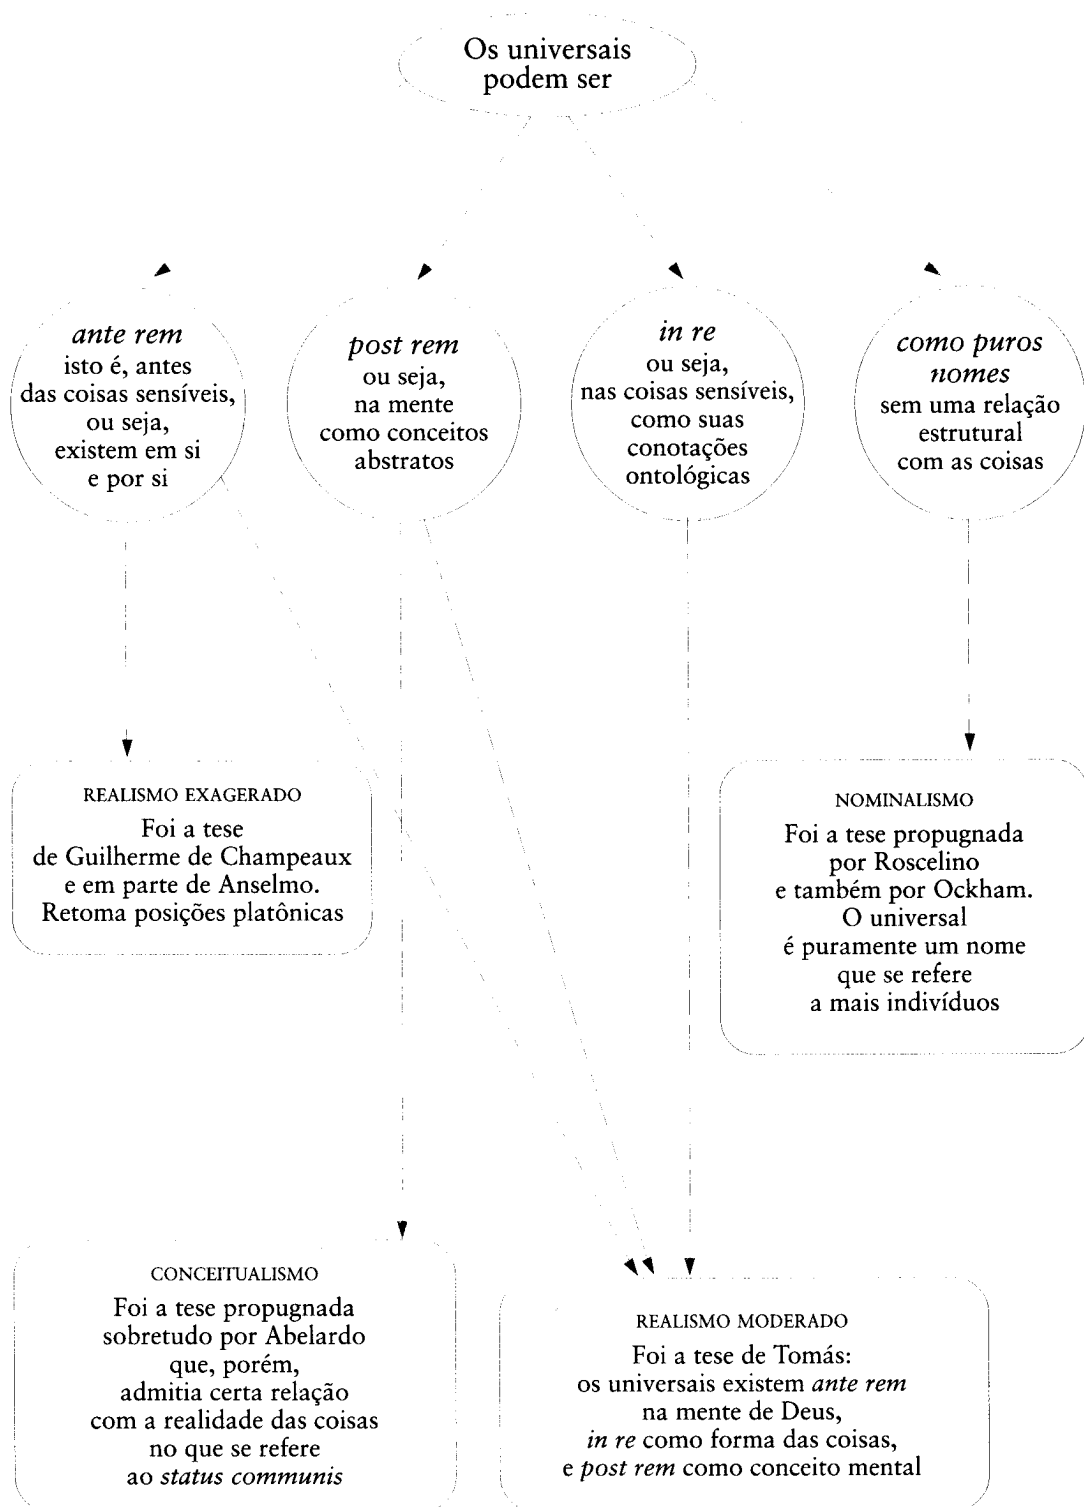 Os universais
podem ser
ante rem
isto é, antes
das coisas sensíveis,
ou seja,
existem em si
e por si
post rem
ou seja,
na mente
como conceitos
abstratos
in re
ou seja,
nas coisas sensíveis,
como suas
conotações
ontológicas
como puros
nomes
sem uma relação
estrutural
com as coisas
REALISMO EXAGERADO
Foi a tese
de Guilherme de Champeaux
e em parte de Anselmo.
Retoma posições platônicas
NOMINALISMO
Foi a tese propugnada
por Roscelino
e também por Ockham.
O universal
é puramente um nome
que se refere
a mais indivíduos
CONCEITUALISMO
Foi a tese propugnada
sobretudo por Abelardo
que, porém,
admitia certa relação
com a realidade das coisas
no que se refere
ao status communis
REALISMO MODERADO
Foi a tese de Tomás:
os universais existem ante rem
na mente de Deus,
in re como forma das coisas,
e post rem como conceito mental